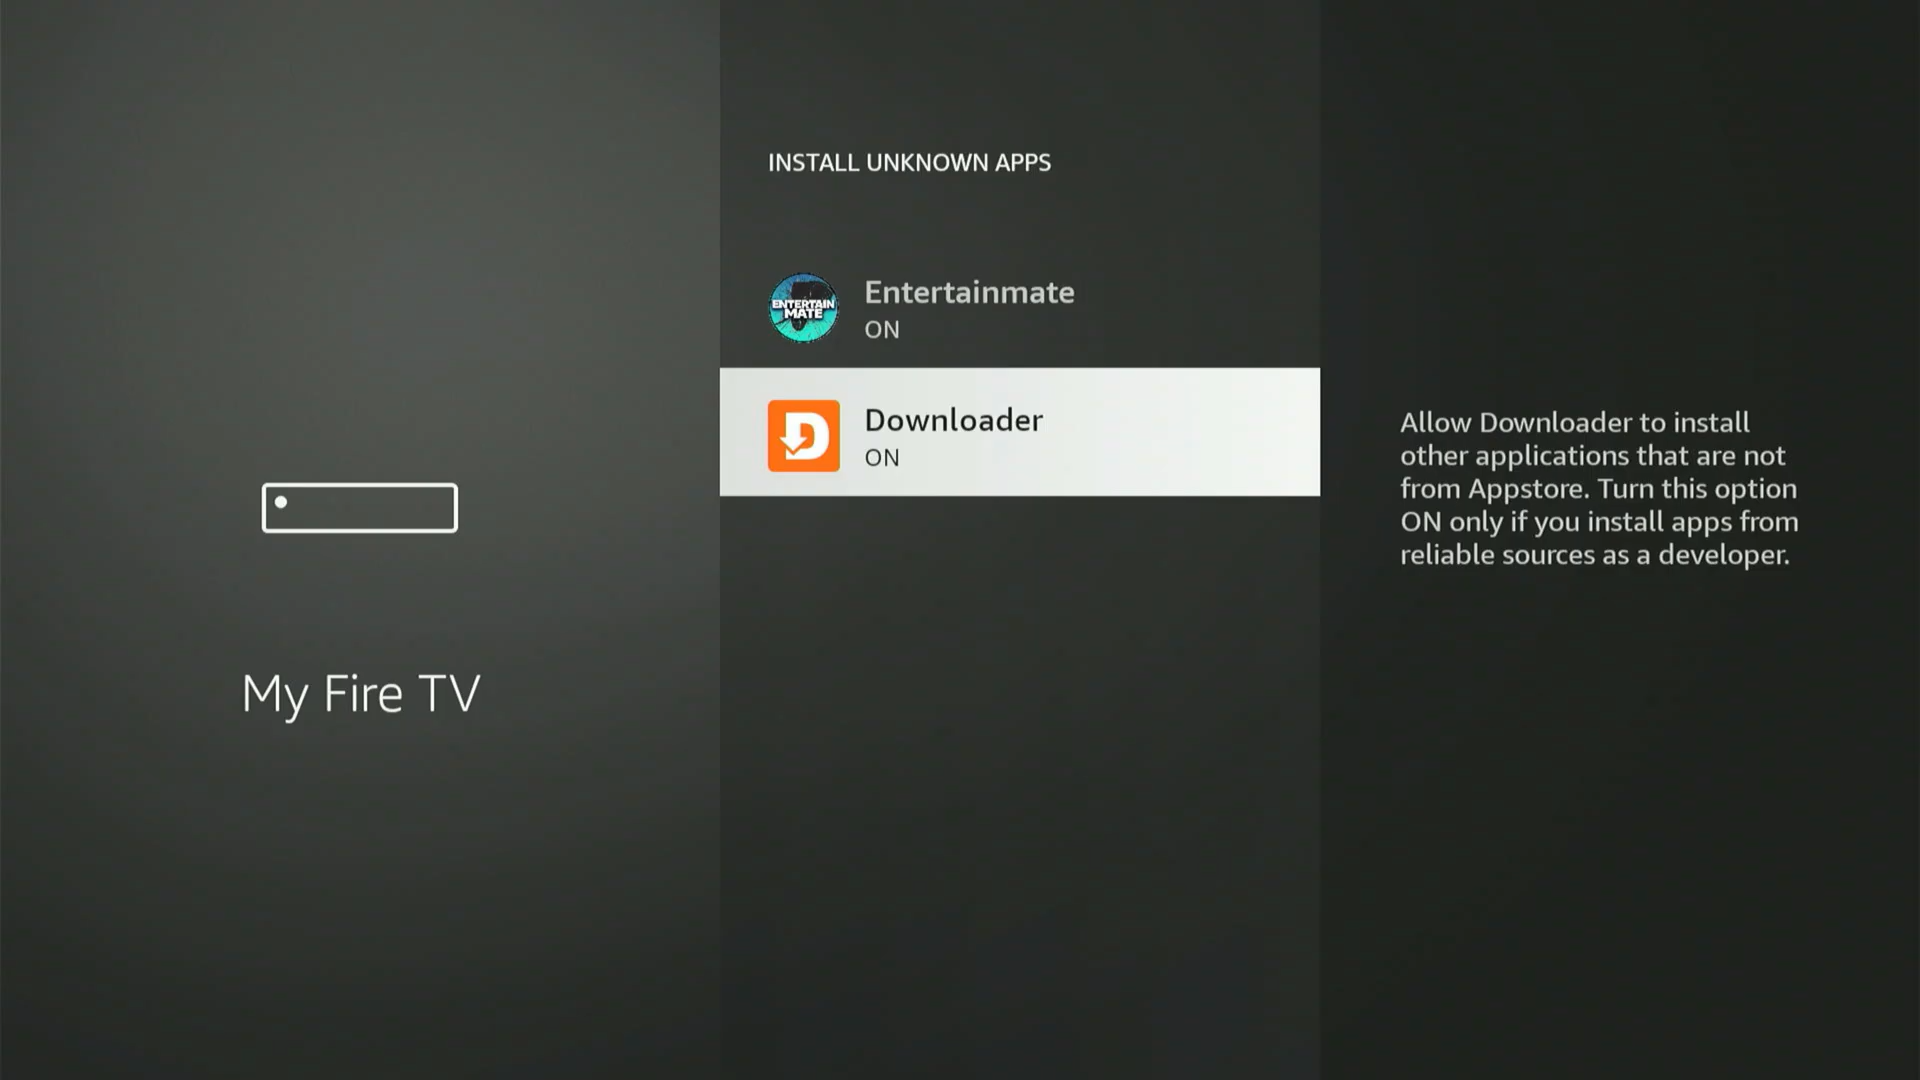 INSTALL UNKNOWN APPS
ENTERTAIN
MATE
Entertainmate
ON
Downloader
ON
Allow Downloader to install
other applications that are not
from Appstore. Turn this option
ON only if you install apps from
reliable sources as a developer.
My Fire TV